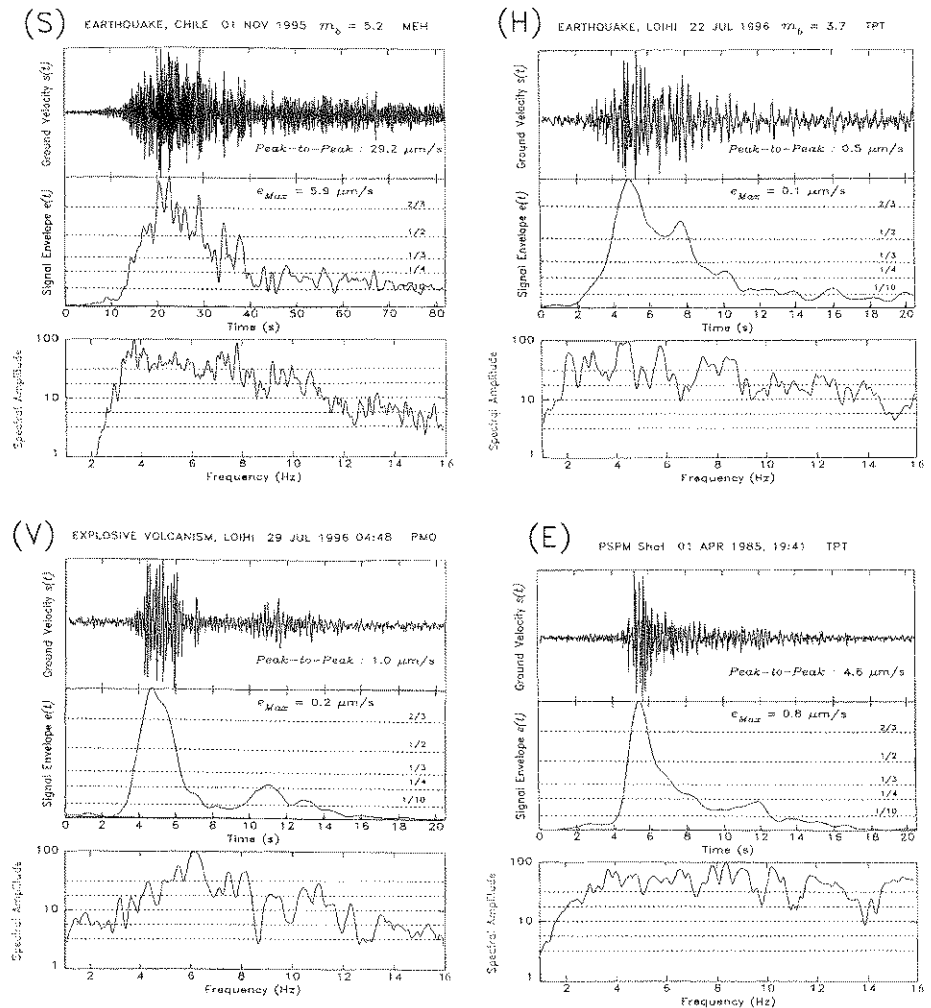 (S) EARTHQUAKE, CHILE 01 NOV 1995 m_b = 5.2 MEH
Ground Velocity s(t)
Peak-to-Peak : 29.2 μm/s
Signal Envelope e(t)
e_Max = 5.9 μm/s
2/3
1/2
1/3
1/4
1/10
0 10 20 30 40 50 60 70 80
Time (s)
Spectral Amplitude
100
10
1
2 4 6 8 10 12 14 16
Frequency (Hz)
(H) EARTHQUAKE, LOIHI 22 JUL 1996 m_b = 3.7 TPT
Ground Velocity s(t)
Peak-to-Peak : 0.5 μm/s
Signal Envelope e(t)
e_Max = 0.1 μm/s
2/3
1/2
1/3
1/4
1/10
0 2 4 6 8 10 12 14 16 18 20
Time (s)
Spectral Amplitude
100
10
1
2 4 6 8 10 12 14 16
Frequency (Hz)
(V) EXPLOSIVE VOLCANISM, LOIHI 29 JUL 1996 04:48 PMO
Ground Velocity s(t)
Peak-to-Peak : 1.0 μm/s
Signal Envelope e(t)
e_Max = 0.2 μm/s
2/3
1/2
1/3
1/4
1/10
0 2 4 6 8 10 12 14 16 18 20
Time (s)
Spectral Amplitude
100
10
1
2 4 6 8 10 12 14 16
Frequency (Hz)
(E) PSPM Shot 01 APR 1985, 19:41 TPT
Ground Velocity s(t)
Peak-to-Peak : 4.6 μm/s
Signal Envelope e(t)
e_Max = 0.8 μm/s
2/3
1/2
1/3
1/4
1/10
0 2 4 6 8 10 12 14 16 18 20
Time (s)
Spectral Amplitude
100
10
1
2 4 6 8 10 12 14 16
Frequency (Hz)